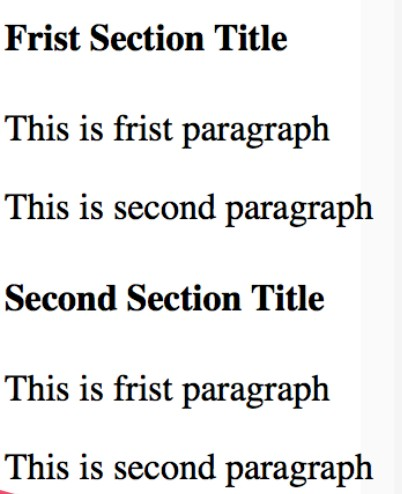 Frist Section Title
This is frist paragraph
This is second paragraph
Second Section Title
This is frist paragraph
This is second paragraph